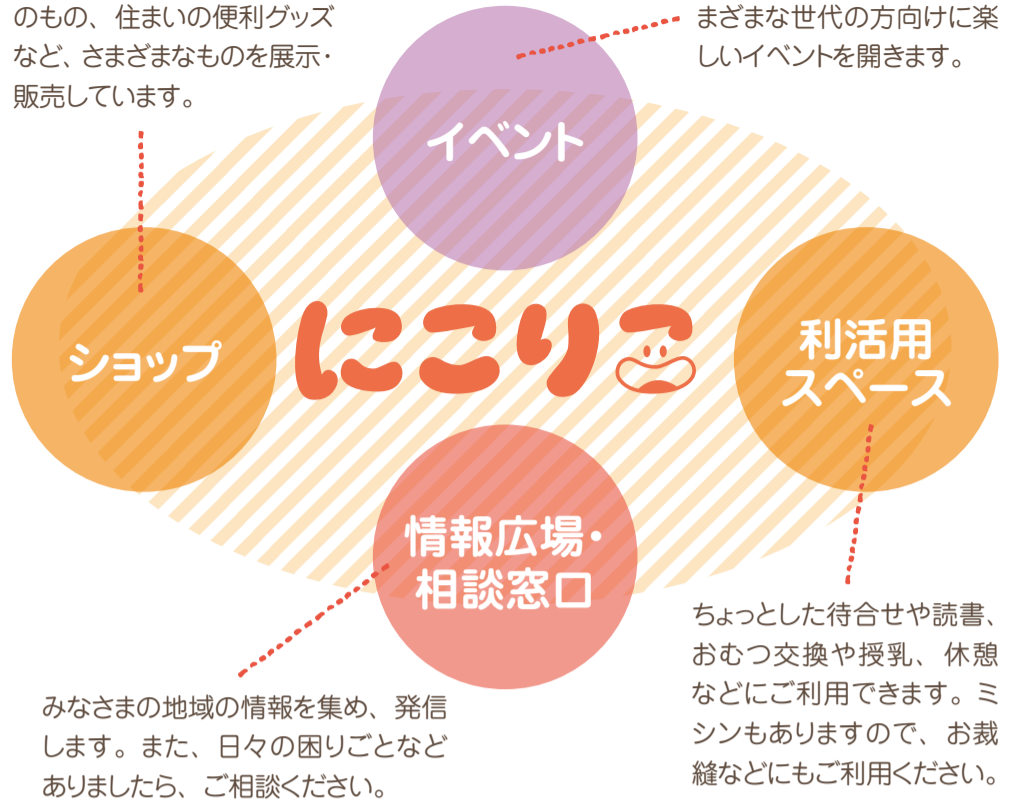 のもの、住まいの便利グッズ
など、さまざまなものを展示・
販売しています。
まざまな世代の方向けに楽
しいイベントを開きます。
イベント
ショップ
にこりこ
利活用
スペース
情報広場・
相談窓口
みなさまの地域の情報を集め、発信
します。また、日々の困りごとなど
ありましたら、ご相談ください。
ちょっとした待合せや読書、
おむつ交換や授乳、休憩
などにご利用できます。ミ
シンもありますので、お裁
縫などにもご利用ください。